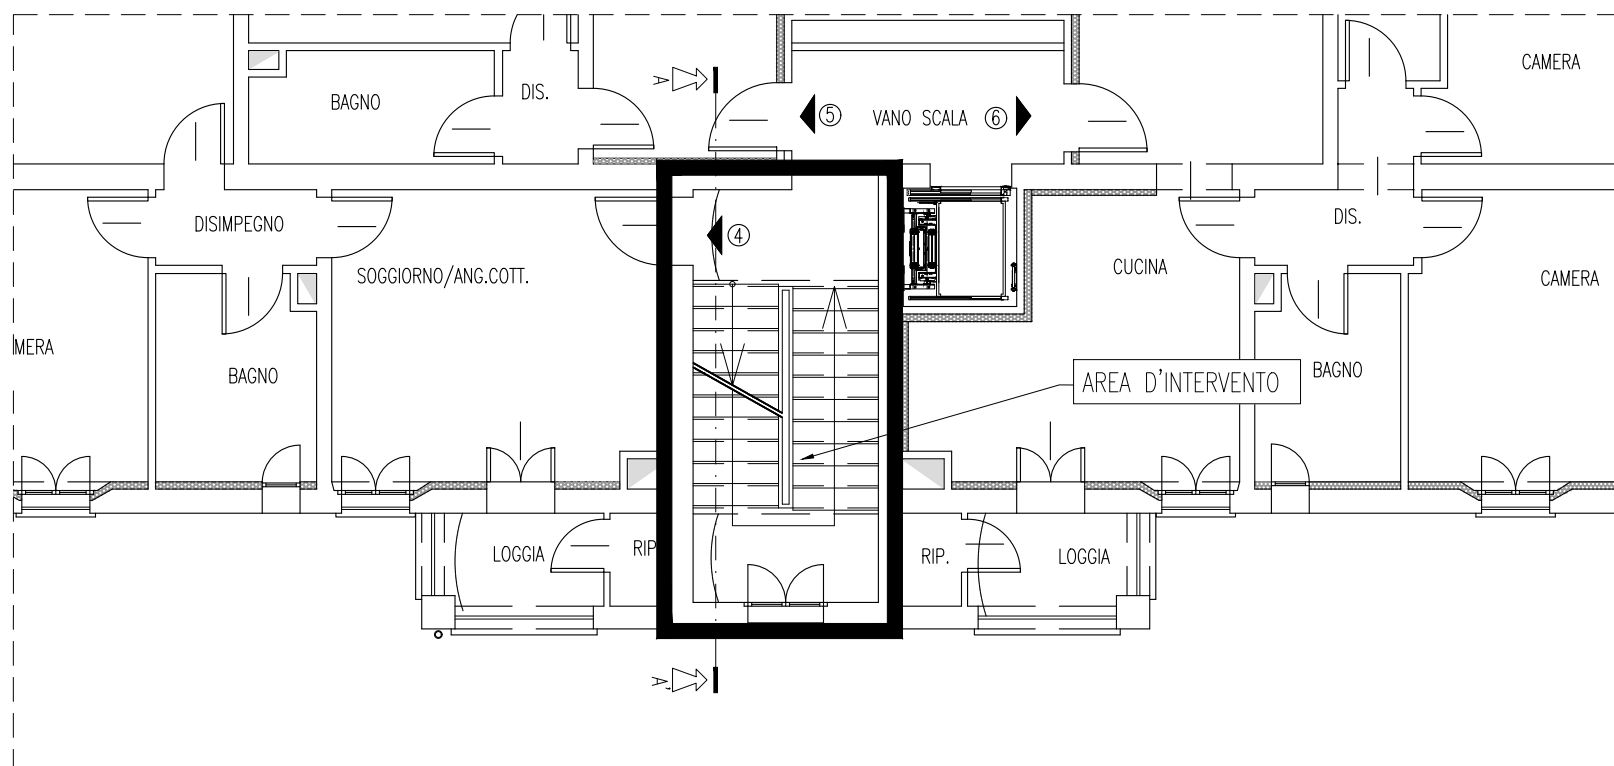 CAMERA
BAGNO
DIS.
A
5
VANO SCALA
6
DISIMPEGNO
4
DIS.
SOGGIORNO/ANG.COTT.
CUCINA
CAMERA
MERA
BAGNO
AREA D'INTERVENTO
BAGNO
LOGGIA
RIP
RIP.
LOGGIA
A'